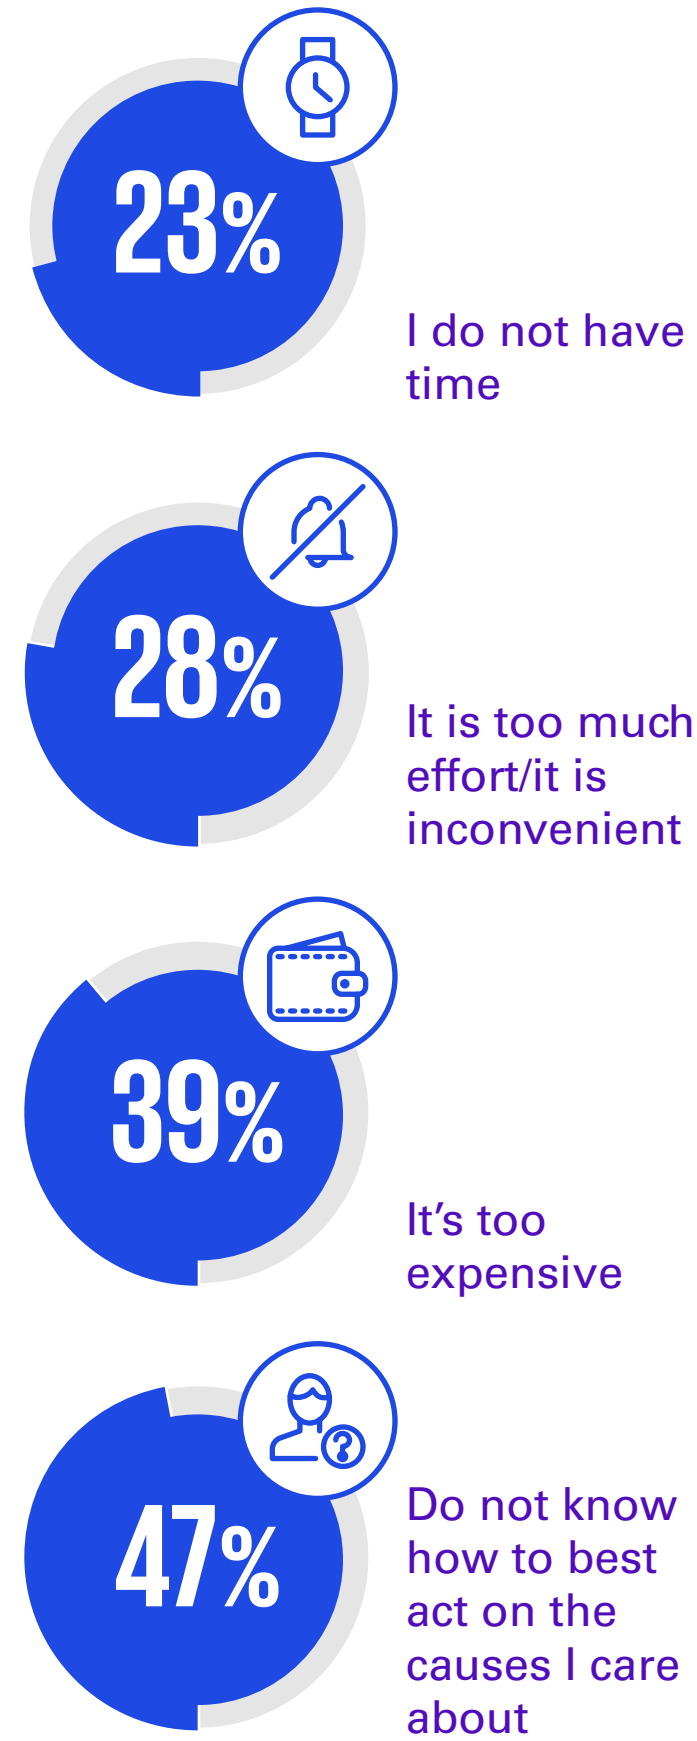 23%
I do not have
time
28%
It is too much
effort/it is
inconvenient
39%
It’s too
expensive
?
47%
Do not know
how to best
act on the
causes I care
about